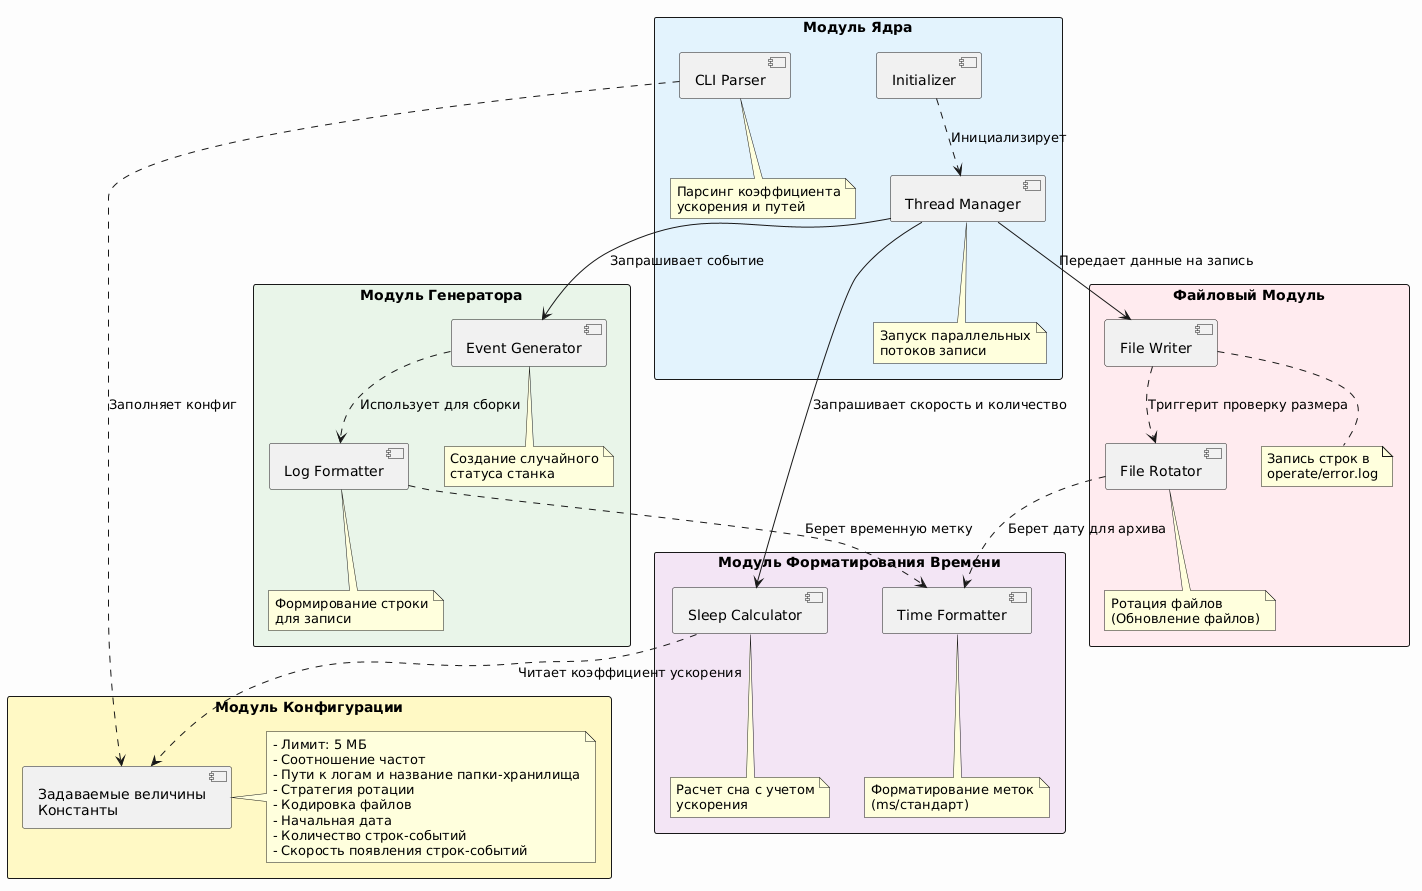 Модуль Ядра
CLI Parser
Initializer
Инициализирует
Парсинг коэффициента
ускорения и путей
Thread Manager
Запрашивает событие
Передает данные на запись
Модуль Генератора
Файловый Модуль
Запуск параллельных
потоков записи
Event Generator
File Writer
Заполняет конфиг
Использует для сборки
Запрашивает скорость и количество
Триггерит проверку размера
Log Formatter
Создание случайного
статуса станка
File Rotator
Запись строк в
operate/error.log
Берет временную метку
Берет дату для архива
Модуль Форматирования Времени
Формирование строки
для записи
Sleep Calculator
Time Formatter
Ротация файлов
(Обновление файлов)
Читает коэффициент ускорения
Модуль Конфигурации
Задаваемые величины
Константы
- Лимит: 5 МБ
- Соотношение частот
- Пути к логам и название папки-хранилища
- Стратегия ротации
- Кодировка файлов
- Начальная дата
- Количество строк-событий
- Скорость появления строк-событий
Расчет сна с учетом
ускорения
Форматирование меток
(ms/стандарт)